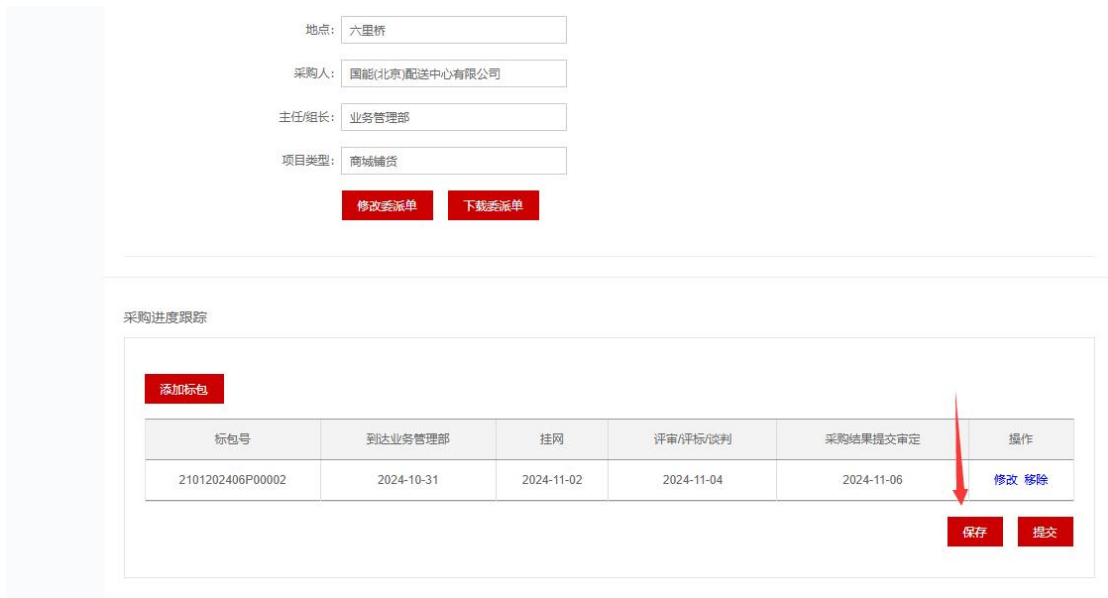 地点: 六里桥
采购人: 国能(北京)配送中心有限公司
主任/组长: 业务管理部
项目类型: 商城铺货
修改委派单 下载委派单
采购进度跟踪
添加标包
标包号 到达业务管理部 挂网 评审/评标/谈判 采购结果提交审定 操作
2101202406P00002 2024-10-31 2024-11-02 2024-11-04 2024-11-06 修改 移除
保存 提交